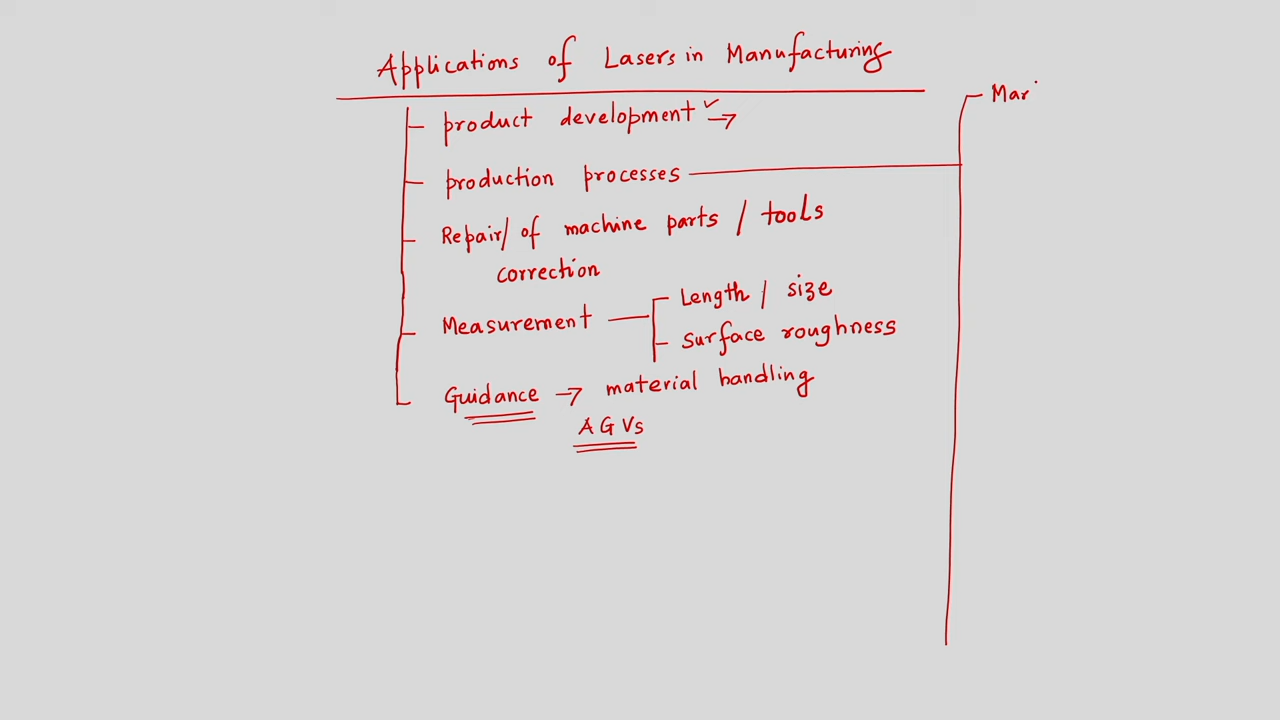 Applications of Lasers in Manufacturing
product development ✓ →
production processes
Repair/ of machine parts / tools
correction
Measurement
Length / size
surface roughness
Guidance → material handling
AGVs
Mar